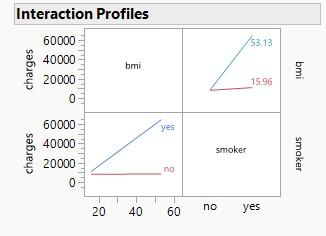 Interaction Profiles
charges
60000
40000
20000
0
bmi
53.13
15.96
bmi
charges
60000
40000
20000
0
yes
no
smoker
smoker
20 40 60
no yes